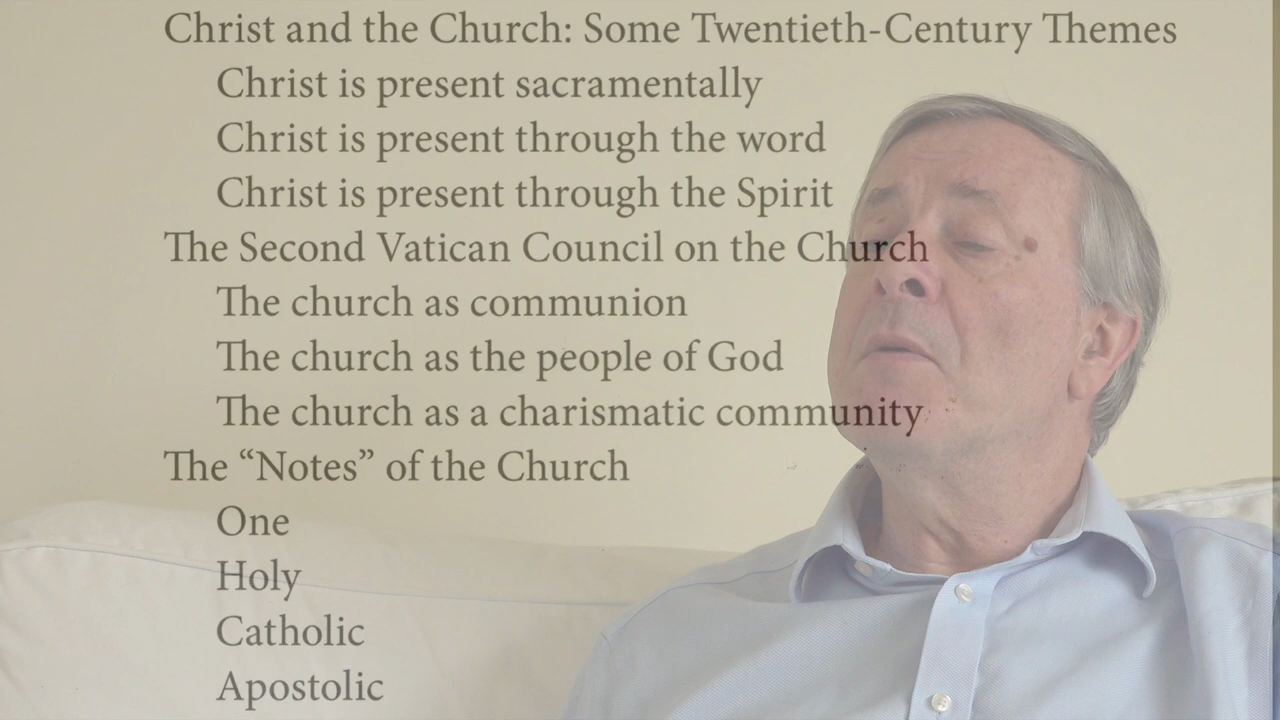 Christ and the Church: Some Twentieth-Century Themes
Christ is present sacramentally
Christ is present through the word
Christ is present through the Spirit
The Second Vatican Council on the Church
The church as communion
The church as the people of God
The church as a charismatic community
The “Notes” of the Church
One
Holy
Catholic
Apostolic